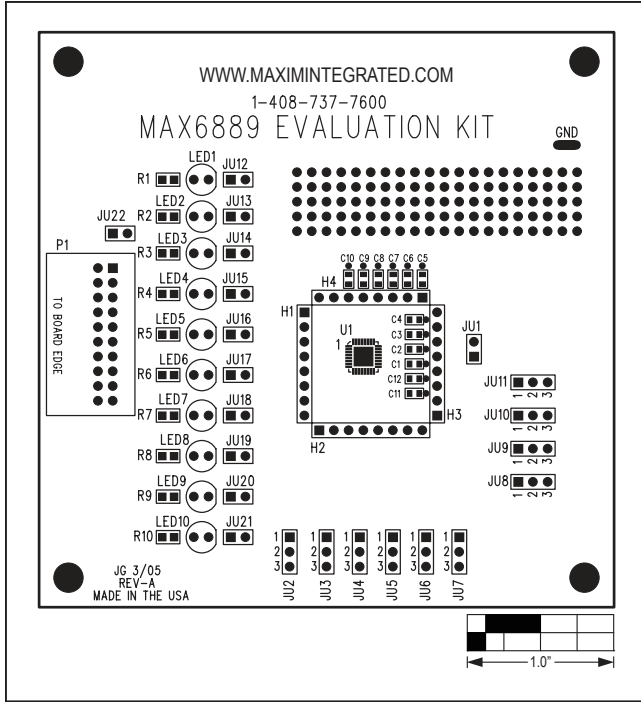 WWW.MAXIMINTEGRATED.COM
1-408-737-7600
MAX6889 EVALUATION KIT
GND
LED1
R1
JU12
LED2
R2
JU13
JU22
LED3
R3
JU14
P1
TO BOARD EDGE
LED4
R4
JU15
LED5
R5
JU16
LED6
R6
JU17
LED7
R7
JU18
LED8
R8
JU19
LED9
R9
JU20
LED10
R10
JU21
C10 C9 C8 C7 C6 C5
H4
H1
U1
1
C4
C3
C2
C1
C12
C11
H3
H2
JU1
JU11
1 2 3
JU10
1 2 3
JU9
1 2 3
JU8
1 2 3
1 1 1 1 1 1
2 2 2 2 2 2
3 3 3 3 3 3
JU2 JU3 JU4 JU5 JU6 JU7
JG 3/05
REV-A
MADE IN THE USA
1.0"